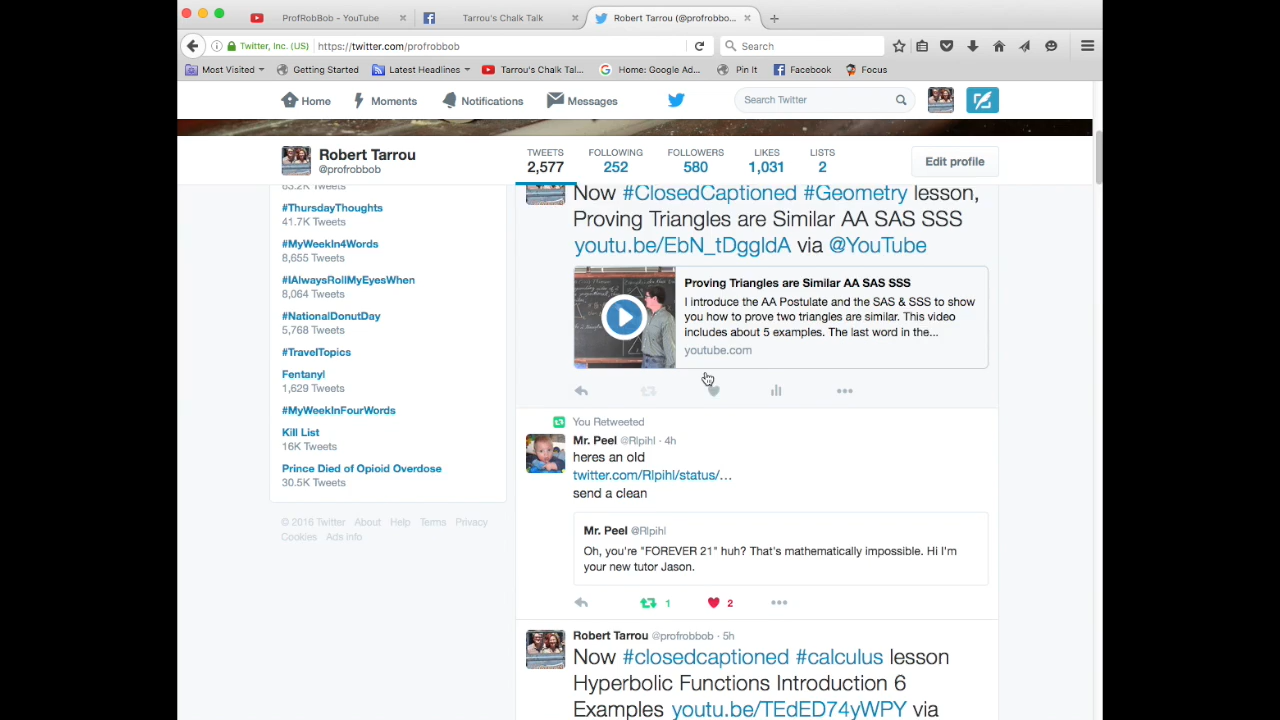 ProfRobBob - YouTube
Tarrou's Chalk Talk
Robert Tarrou (@profrobbo...
Twitter, Inc. (US)
https://twitter.com/profrobbob
Search
Most Visited
Getting Started
Latest Headlines
Tarrou's Chalk Tal...
Home: Google Ad...
Pin It
Facebook
Focus
Home
Moments
Notifications
Messages
Search Twitter
Robert Tarrou
@profrobbob
TWEETS
2,577
FOLLOWING
252
FOLLOWERS
580
LIKES
1,031
LISTS
2
Edit profile
63.2K Tweets
#ThursdayThoughts
41.7K Tweets
#MyWeekIn4Words
8,655 Tweets
#IAlwaysRollMyEyesWhen
8,064 Tweets
#NationalDonutDay
5,768 Tweets
#TravelTopics
Fentanyl
1,629 Tweets
#MyWeekInFourWords
Kill List
16K Tweets
Prince Died of Opioid Overdose
30.5K Tweets
© 2016 Twitter About Help Terms Privacy
Cookies Ads info
Now #ClosedCaptioned #Geometry lesson,
Proving Triangles are Similar AA SAS SSS
youtu.be/EbN_tDggIdA via @YouTube
Proving Triangles are Similar AA SAS SSS
I introduce the AA Postulate and the SAS & SSS to show
you how to prove two triangles are similar. This video
includes about 5 examples. The last word in the...
youtube.com
You Retweeted
Mr. Peel @Rlpihl · 4h
heres an old
twitter.com/Rlpihl/status/…
send a clean
Mr. Peel @Rlpihl
Oh, you're "FOREVER 21" huh? That's mathematically impossible. Hi I'm
your new tutor Jason.
1
2
Robert Tarrou @profrobbob · 5h
Now #closedcaptioned #calculus lesson
Hyperbolic Functions Introduction 6
Examples youtu.be/TEdED74yWPY via